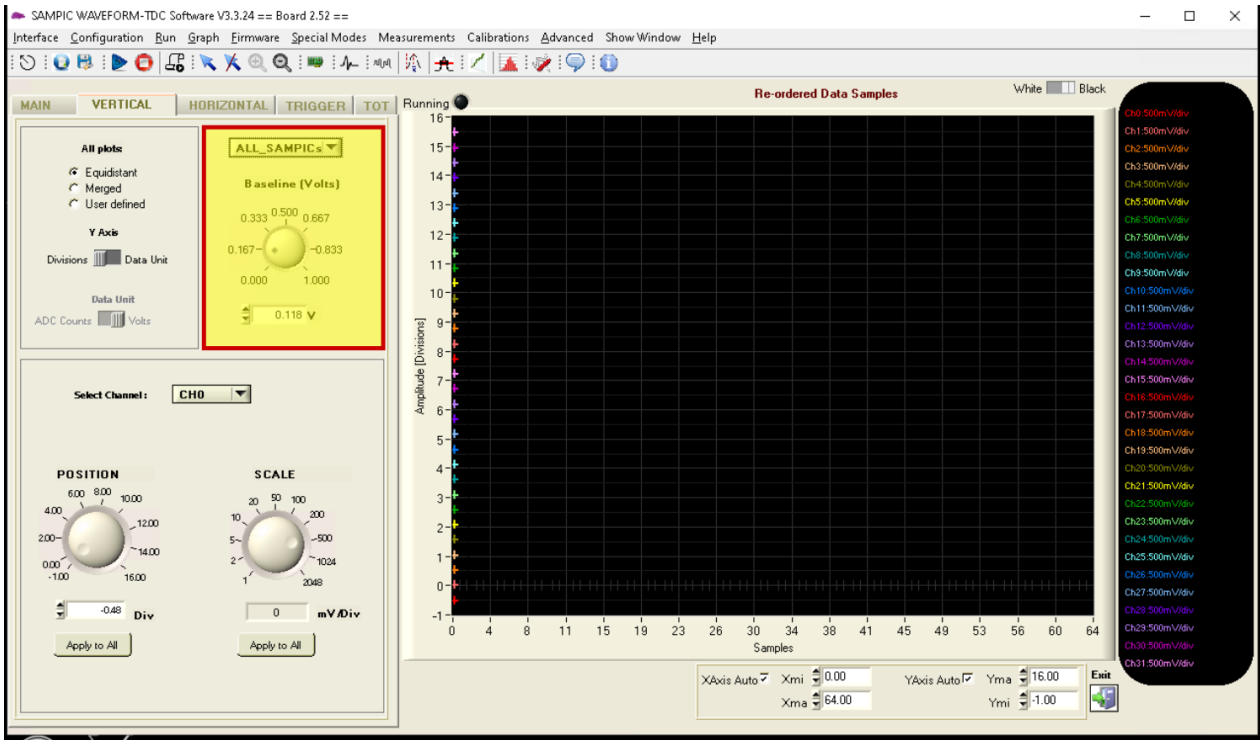 SAMPIC WAVEFORM-TDC Software V3.3.24 == Board 2.52 ==
Interface Configuration Run Graph Firmware Special Modes Measurements Calibrations Advanced Show Window Help
MAIN VERTICAL HORIZONTAL TRIGGER TOT
All plots:
Equidistant
Merged
User defined
Y Axis
Divisions Data Unit
Data Unit
ADC Counts Volts
ALL_SAMPICs
Baseline (Volts)
0.333 0.500 0.667
0.167 0.833
0.000 1.000
0.118 V
Select Channel: CH0
POSITION
6.00 8.00 10.00
4.00 12.00
2.00 14.00
0.00
-1.00 16.00
-0.48 Div
Apply to All
SCALE
20 50 100
10 200
5 500
2 1024
1 2048
0 mV/Div
Apply to All
Running
Re-ordered Data Samples
White Black
Amplitude [Divisions]
16
15
14
13
12
11
10
9
8
7
6
5
4
3
2
1
0
-1
0 4 8 11 15 19 23 26 30 34 38 41 45 49 53 56 60 64
Samples
Ch0:500mV/div
Ch1:500mV/div
Ch2:500mV/div
Ch3:500mV/div
Ch4:500mV/div
Ch5:500mV/div
Ch6:500mV/div
Ch7:500mV/div
Ch8:500mV/div
Ch9:500mV/div
Ch10:500mV/div
Ch11:500mV/div
Ch12:500mV/div
Ch13:500mV/div
Ch14:500mV/div
Ch15:500mV/div
Ch16:500mV/div
Ch17:500mV/div
Ch18:500mV/div
Ch19:500mV/div
Ch20:500mV/div
Ch21:500mV/div
Ch22:500mV/div
Ch23:500mV/div
Ch24:500mV/div
Ch25:500mV/div
Ch26:500mV/div
Ch27:500mV/div
Ch28:500mV/div
Ch29:500mV/div
Ch30:500mV/div
Ch31:500mV/div
XAxis Auto Xmi 0.00 YAxis Auto Yma 16.00 Exit
Xma 64.00 Ymi -1.00